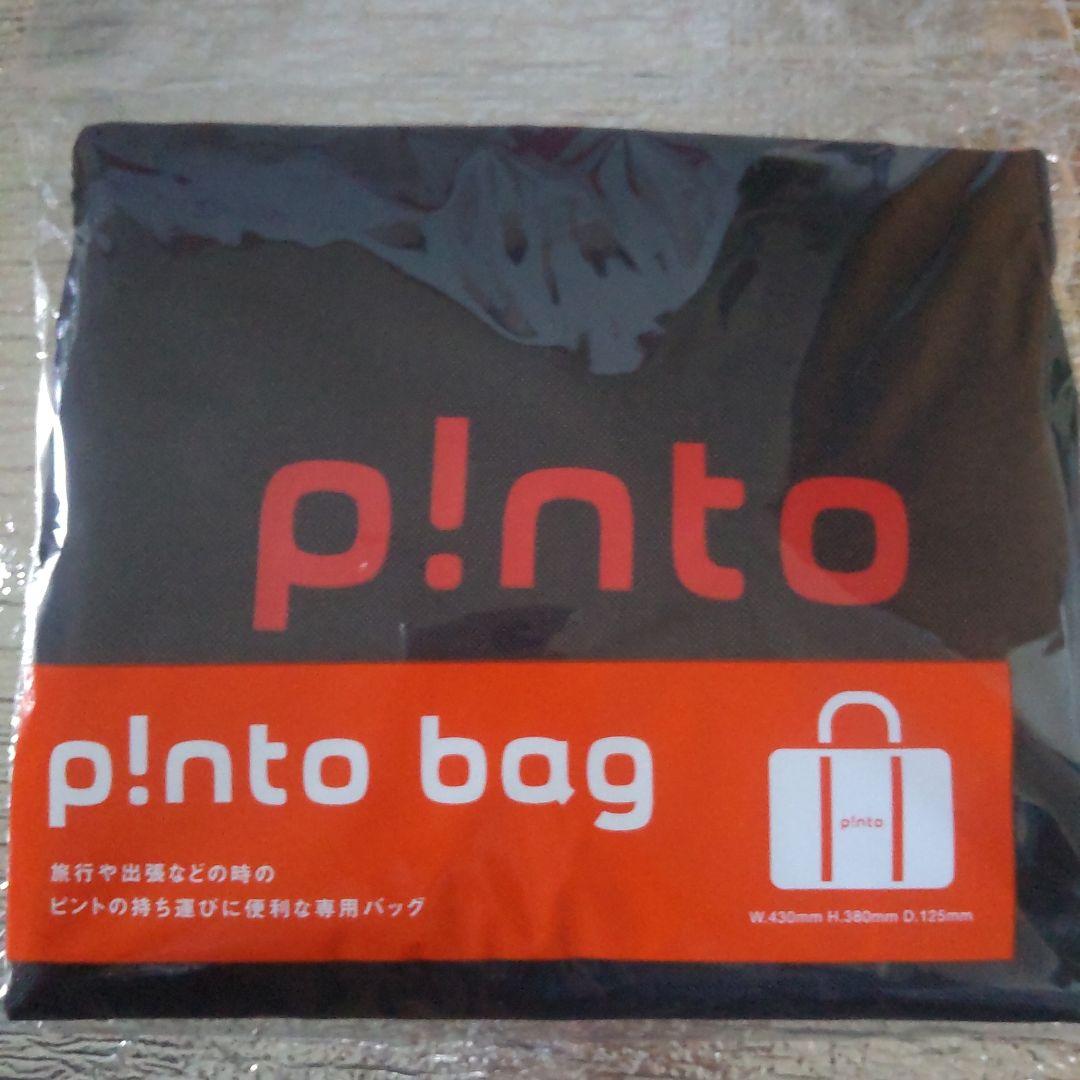 p!nto
p!nto bag
旅行や出張などの時の
ピントの持ち運びに便利な専用バッグ
p!nto
W.430mm H.380mm D.125mm